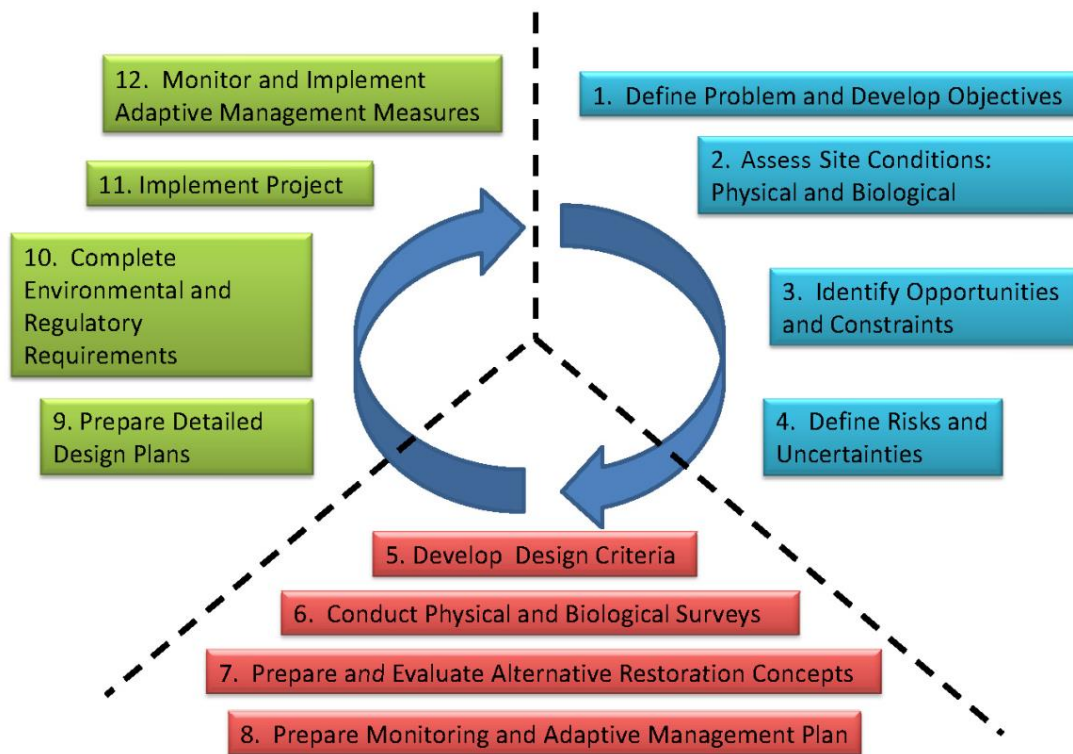 1. Define Problem and Develop Objectives
2. Assess Site Conditions:
Physical and Biological
3. Identify Opportunities
and Constraints
4. Define Risks and
Uncertainties
5. Develop Design Criteria
6. Conduct Physical and Biological Surveys
7. Prepare and Evaluate Alternative Restoration Concepts
8. Prepare Monitoring and Adaptive Management Plan
9. Prepare Detailed
Design Plans
10. Complete
Environmental and
Regulatory
Requirements
11. Implement Project
12. Monitor and Implement
Adaptive Management Measures